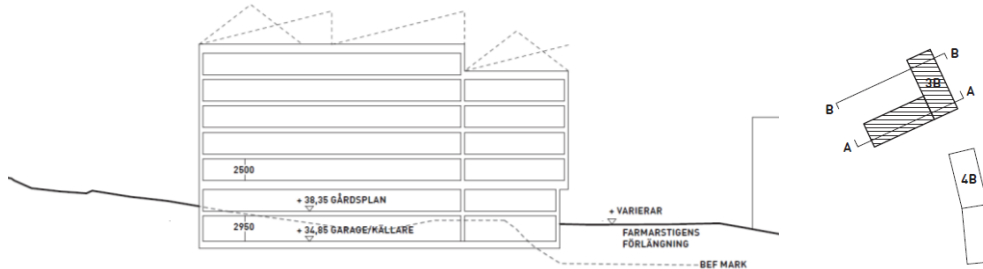 2500
+ 38,35 GÅRDSPLAN
2950
+ 34,85 GARAGE/KÄLLARE
+ VARIERAR
FARMARSTIGENS
FÖRLÄNGNING
BEF MARK
B
3B
A
B
A
4B